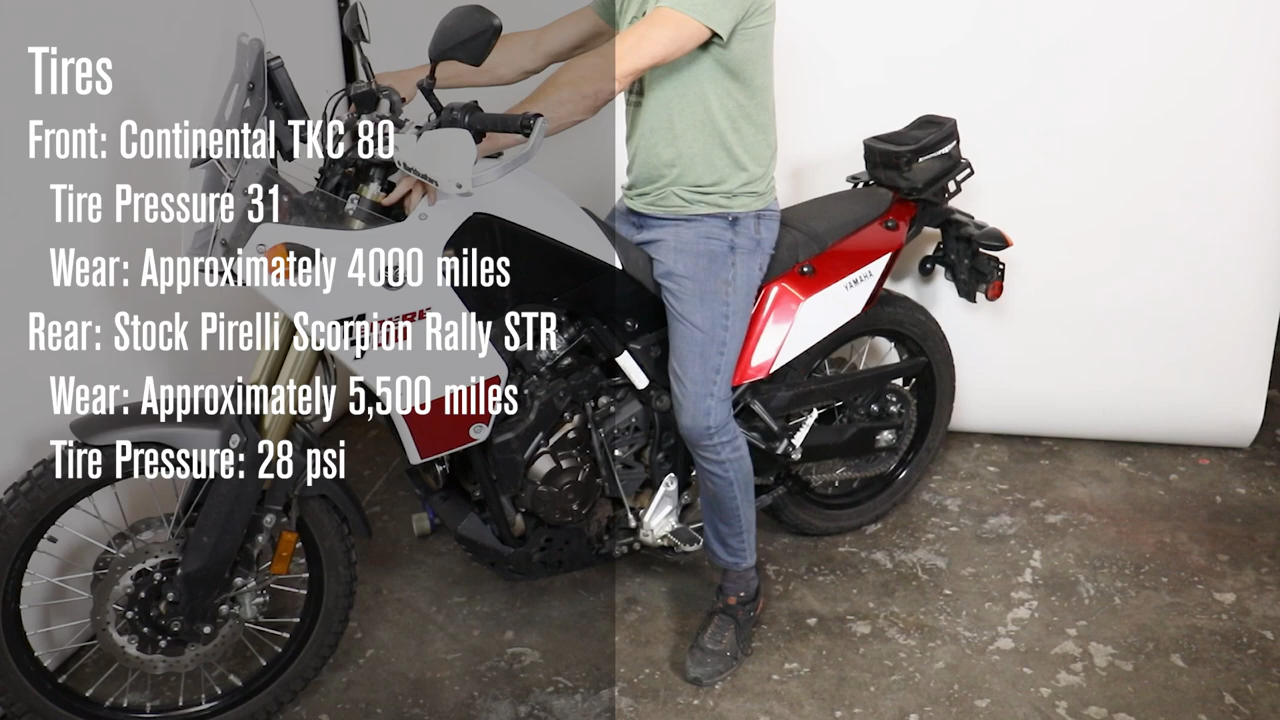 Tires
Front: Continental TKC 80
Tire Pressure 31
Wear: Approximately 4000 miles
Rear: Stock Pirelli Scorpion Rally STR
Wear: Approximately 5,500 miles
Tire Pressure: 28 psi
YAMAHA